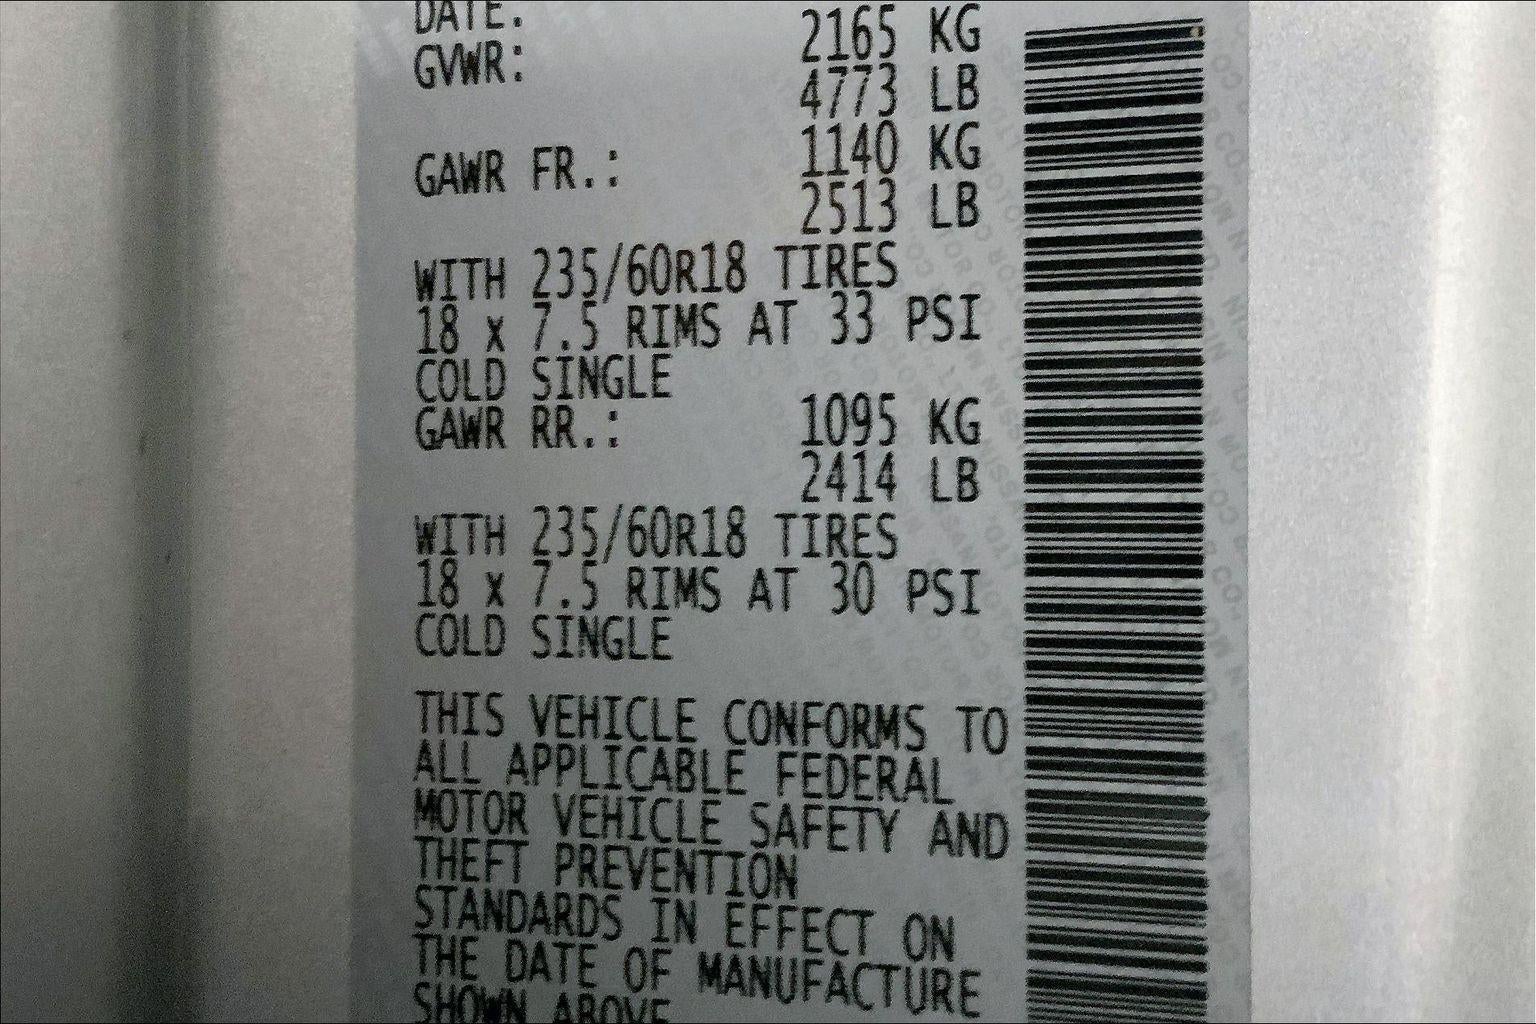 DATE:
GVWR: 2165 KG
4773 LB
GAWR FR.: 1140 KG
2513 LB
WITH 235/60R18 TIRES
18 x 7.5 RIMS AT 33 PSI
COLD SINGLE
GAWR RR.: 1095 KG
2414 LB
WITH 235/60R18 TIRES
18 x 7.5 RIMS AT 30 PSI
COLD SINGLE
THIS VEHICLE CONFORMS TO
ALL APPLICABLE FEDERAL
MOTOR VEHICLE SAFETY AND
THEFT PREVENTION
STANDARDS IN EFFECT ON
THE DATE OF MANUFACTURE
SHOWN ABOVE